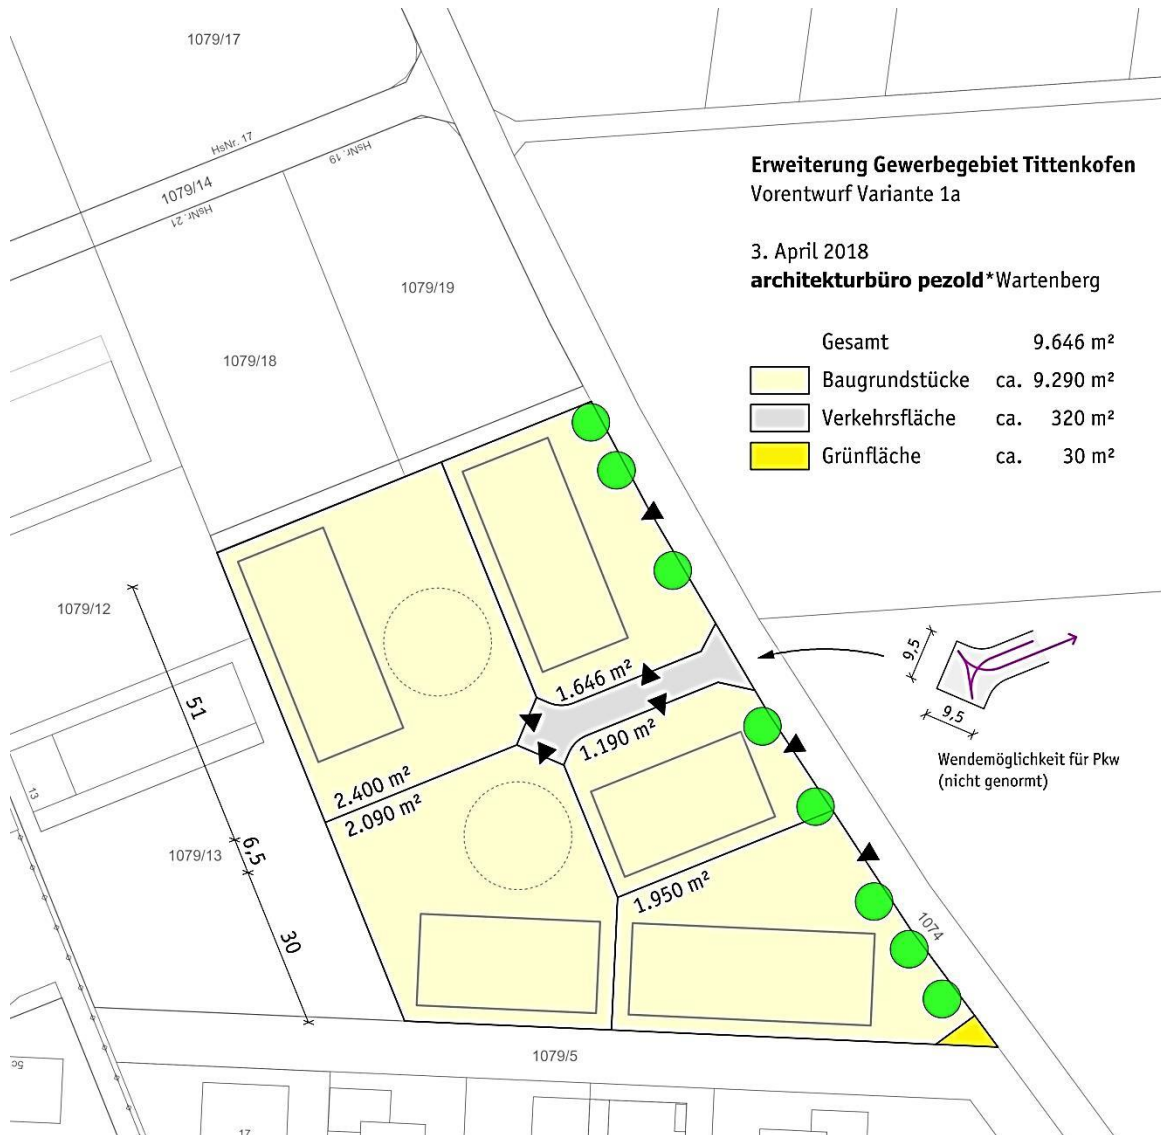 1079/17
HsNr. 17
HsNr. 19
1079/14
HsNr. 21
Erweiterung Gewerbegebiet Tittenkofen
Vorentwurf Variante 1a
3. April 2018
architekturbüro pezold*Wartenberg
Gesamt 9.646 m²
Baugrundstücke ca. 9.290 m²
Verkehrsfläche ca. 320 m²
Grünfläche ca. 30 m²
1079/19
1079/18
1079/12
51
1.646 m²
1.190 m²
9,5
9,5
Wendemöglichkeit für Pkw
(nicht genormt)
2.400 m²
2.090 m²
13
6,5
1079/13
1.950 m²
30
1074
1079/5
5c
17